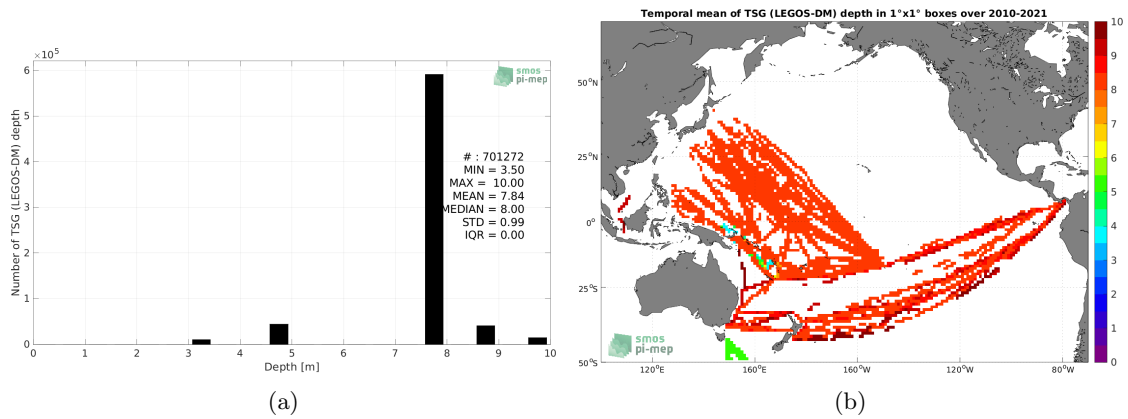 ×10⁵
6
5
4
3
2
1
0
Number of TSG (LEGOS-DM) depth
smos
pi-mep
# : 701272
MIN = 3.50
MAX = 10.00
MEAN = 7.84
MEDIAN = 8.00
STD = 0.99
IQR = 0.00
0 1 2 3 4 5 6 7 8 9 10
Depth [m]
(a)
Temporal mean of TSG (LEGOS-DM) depth in 1°x1° boxes over 2010-2021
50°N
25°N
0°
25°S
50°S
120°E
160°E
160°W
120°W
80°W
smos
pi-mep
10
9
8
7
6
5
4
3
2
1
0
(b)